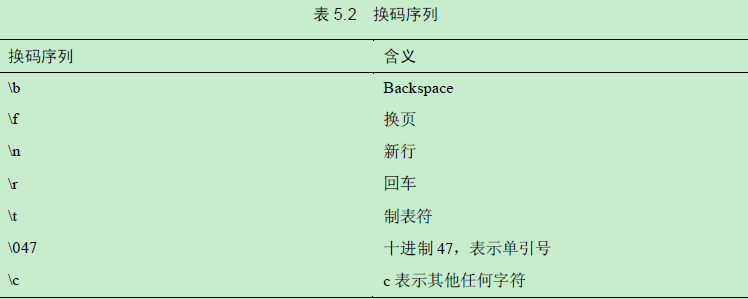 表 5.2 换码序列
换码序列 含义
\b Backspace
\f 换页
\n 新行
\r 回车
\t 制表符
\047 十进制 47，表示单引号
\c c 表示其他任何字符